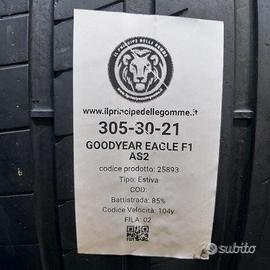 IL PRINCIPE DELLE GOMME
www.ilprincipedellegomme.it
305-30-21
GOODYEAR EAGLE F1
AS2
codice prodotto: 25893
Tipo: Estiva
COD:
Battistrada: 85%
Codice Velocità: 104y
FILA: 02
subito